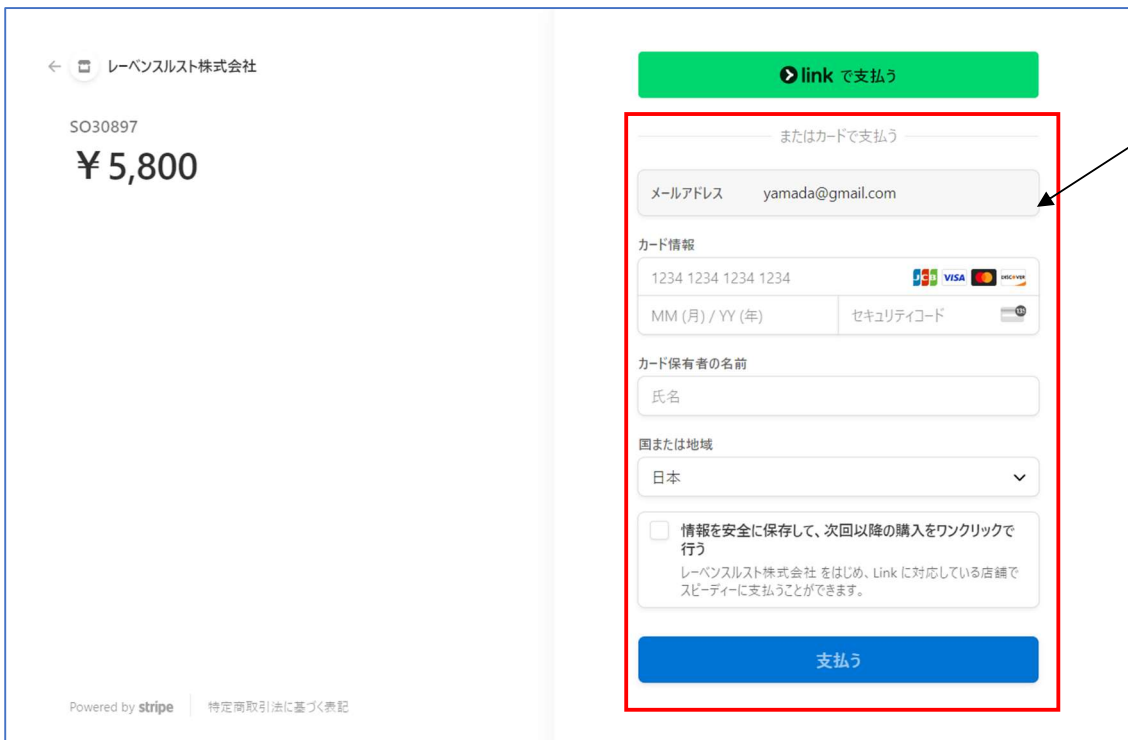 レーベンスルスト株式会社
SO30897
￥5,800
Powered by stripe
特定商取引法に基づく表記
link で支払う
またはカードで支払う
メールアドレス yamada@gmail.com
カード情報
1234 1234 1234 1234 JCB VISA DISCOVER
MM (月) / YY (年) セキュリティコード
カード保有者の名前
氏名
国または地域
日本
情報を安全に保存して、次回以降の購入をワンクリックで
行う
レーベンスルスト株式会社 をはじめ、Link に対応している店舗で
スピーディーに支払うことができます。
支払う